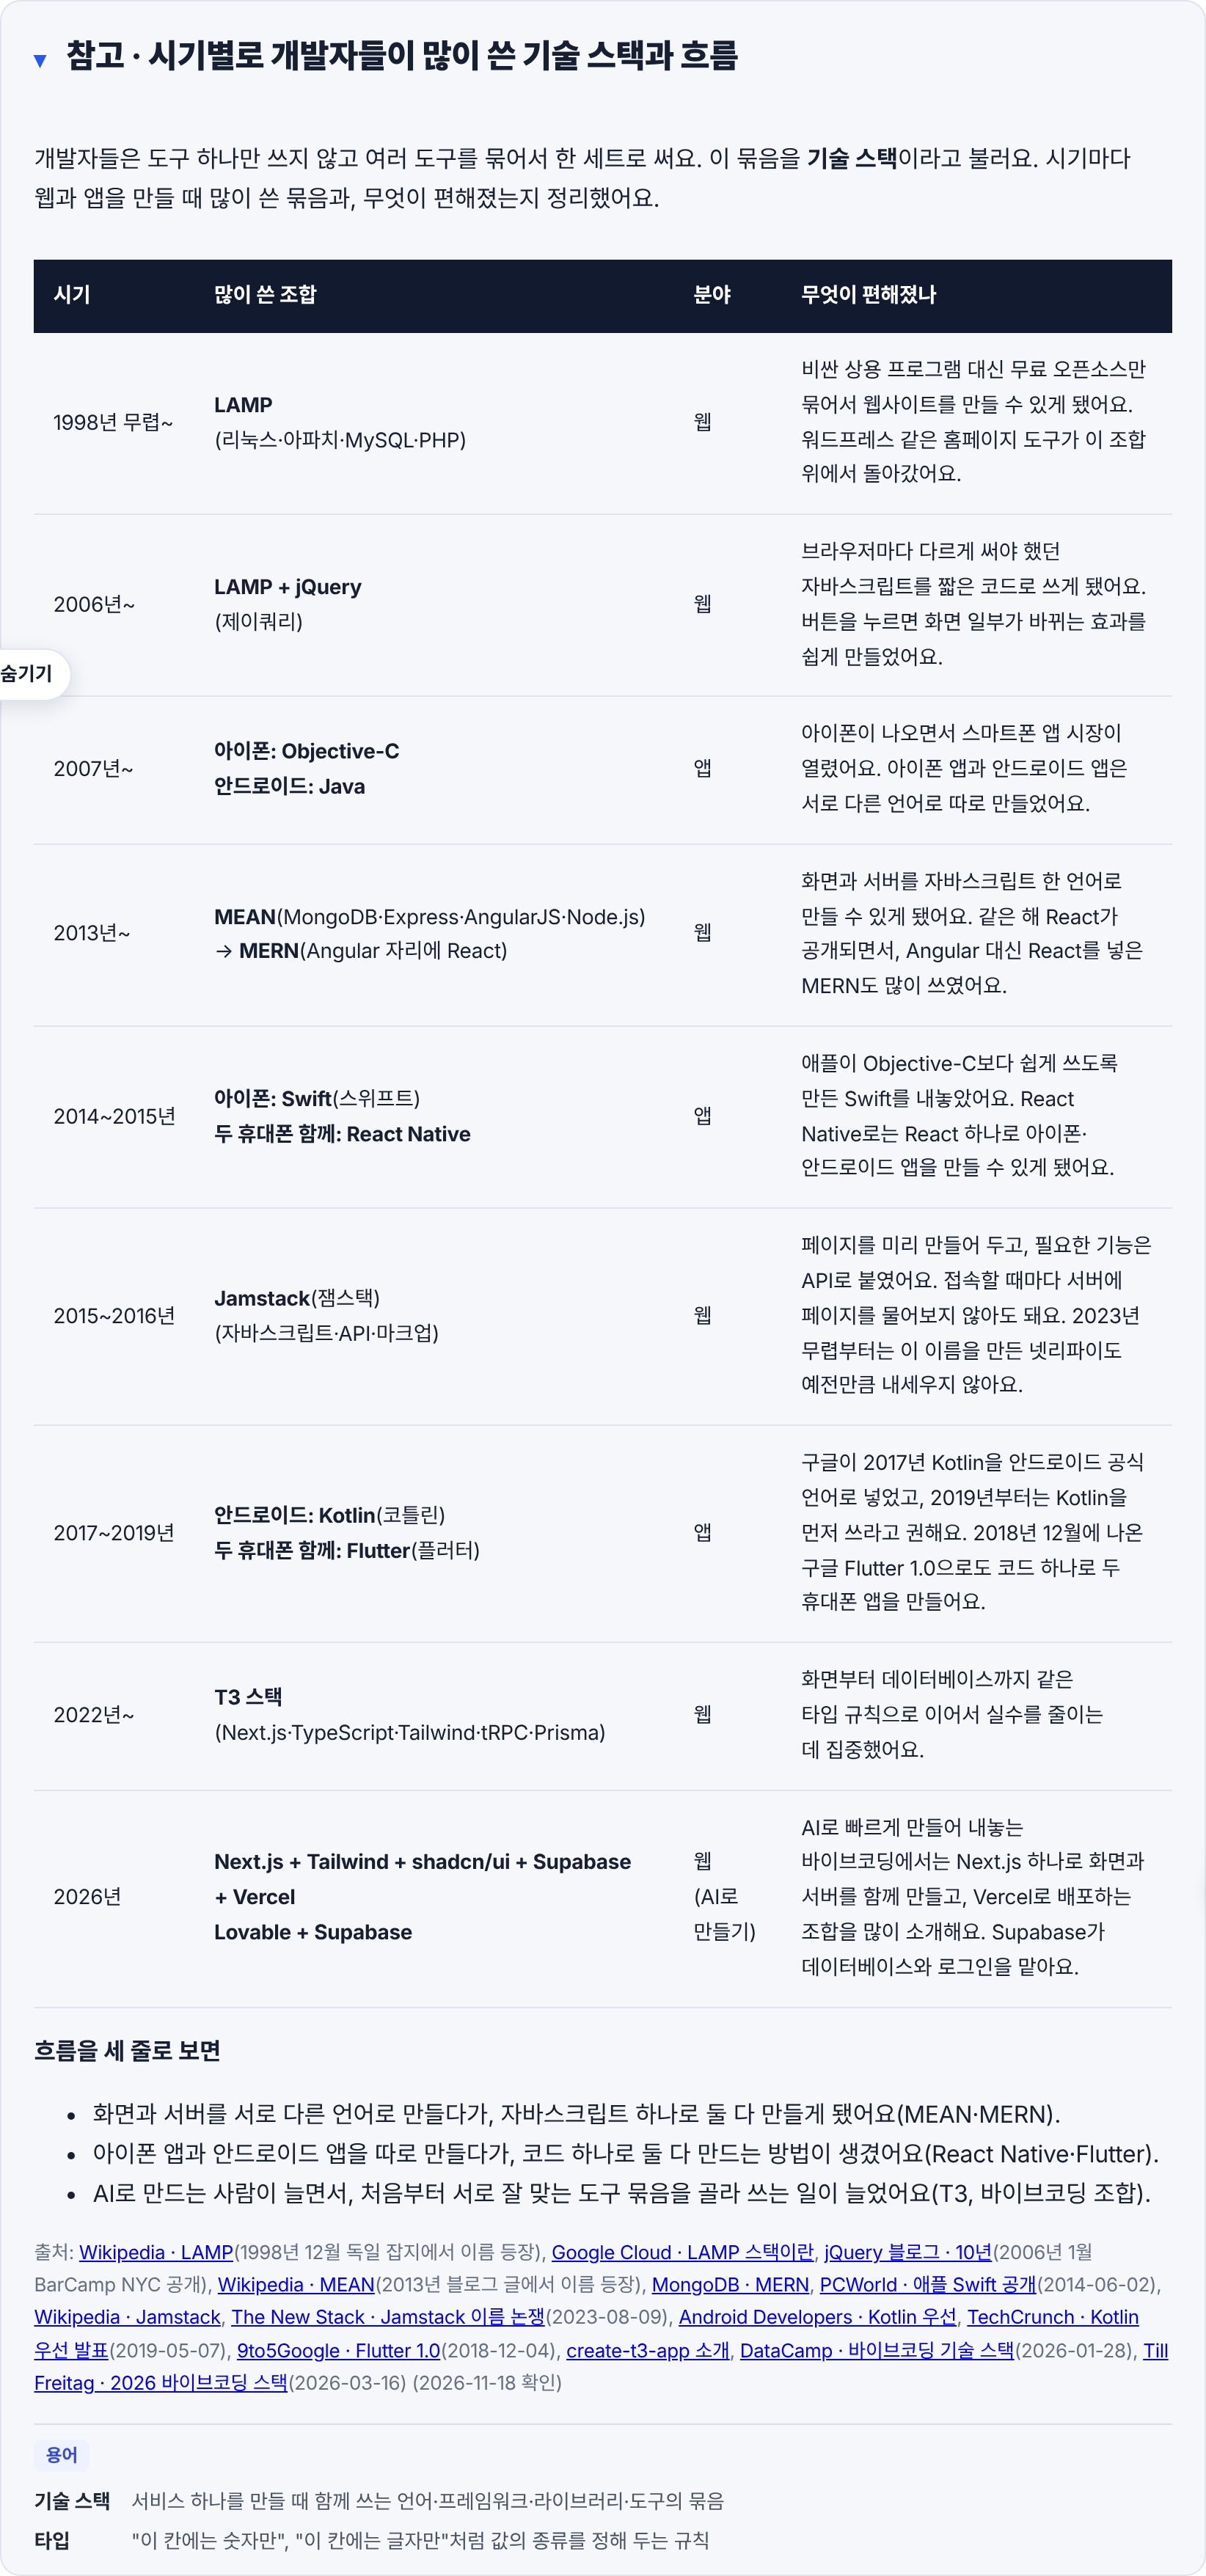 ▼ 참고 · 시기별로 개발자들이 많이 쓴 기술 스택과 흐름
개발자들은 도구 하나만 쓰지 않고 여러 도구를 묶어서 한 세트로 써요. 이 묶음을 기술 스택이라고 불러요. 시기마다
웹과 앱을 만들 때 많이 쓴 묶음과, 무엇이 편해졌는지 정리했어요.
시기 많이 쓴 조합 분야 무엇이 편해졌나
1998년 무렵~
LAMP
(리눅스·아파치·MySQL·PHP)
웹
비싼 상용 프로그램 대신 무료 오픈소스만
묶어서 웹사이트를 만들 수 있게 됐어요.
워드프레스 같은 홈페이지 도구가 이 조합
위에서 돌아갔어요.
2006년~
LAMP + jQuery
(제이쿼리)
웹
브라우저마다 다르게 써야 했던
자바스크립트를 짧은 코드로 쓰게 됐어요.
버튼을 누르면 화면 일부가 바뀌는 효과를
쉽게 만들었어요.
숨기기
2007년~
아이폰: Objective-C
안드로이드: Java
앱
아이폰이 나오면서 스마트폰 앱 시장이
열렸어요. 아이폰 앱과 안드로이드 앱은
서로 다른 언어로 따로 만들었어요.
2013년~
MEAN(MongoDB·Express·AngularJS·Node.js)
→ MERN(Angular 자리에 React)
웹
화면과 서버를 자바스크립트 한 언어로
만들 수 있게 됐어요. 같은 해 React가
공개되면서, Angular 대신 React를 넣은
MERN도 많이 쓰였어요.
2014~2015년
아이폰: Swift(스위프트)
두 휴대폰 함께: React Native
앱
애플이 Objective-C보다 쉽게 쓰도록
만든 Swift를 내놓았어요. React
Native로는 React 하나로 아이폰·
안드로이드 앱을 만들 수 있게 됐어요.
2015~2016년
Jamstack(잼스택)
(자바스크립트·API·마크업)
웹
페이지를 미리 만들어 두고, 필요한 기능은
API로 붙였어요. 접속할 때마다 서버에
페이지를 물어보지 않아도 돼요. 2023년
무렵부터는 이 이름을 만든 넷리파이도
예전만큼 내세우지 않아요.
2017~2019년
안드로이드: Kotlin(코틀린)
두 휴대폰 함께: Flutter(플러터)
앱
구글이 2017년 Kotlin을 안드로이드 공식
언어로 넣었고, 2019년부터는 Kotlin을
먼저 쓰라고 권해요. 2018년 12월에 나온
구글 Flutter 1.0으로도 코드 하나로 두
휴대폰 앱을 만들어요.
2022년~
T3 스택
(Next.js·TypeScript·Tailwind·tRPC·Prisma)
웹
화면부터 데이터베이스까지 같은
타입 규칙으로 이어서 실수를 줄이는
데 집중했어요.
2026년
Next.js + Tailwind + shadcn/ui + Supabase
+ Vercel
Lovable + Supabase
웹
(AI로
만들기)
AI로 빠르게 만들어 내놓는
바이브코딩에서는 Next.js 하나로 화면과
서버를 함께 만들고, Vercel로 배포하는
조합을 많이 소개해요. Supabase가
데이터베이스와 로그인을 맡아요.
흐름을 세 줄로 보면
• 화면과 서버를 서로 다른 언어로 만들다가, 자바스크립트 하나로 둘 다 만들게 됐어요(MEAN·MERN).
• 아이폰 앱과 안드로이드 앱을 따로 만들다가, 코드 하나로 둘 다 만드는 방법이 생겼어요(React Native·Flutter).
• AI로 만드는 사람이 늘면서, 처음부터 서로 잘 맞는 도구 묶음을 골라 쓰는 일이 늘었어요(T3, 바이브코딩 조합).
출처: Wikipedia · LAMP(1998년 12월 독일 잡지에서 이름 등장), Google Cloud · LAMP 스택이란, jQuery 블로그 · 10년(2006년 1월
BarCamp NYC 공개), Wikipedia · MEAN(2013년 블로그 글에서 이름 등장), MongoDB · MERN, PCWorld · 애플 Swift 공개(2014-06-02),
Wikipedia · Jamstack, The New Stack · Jamstack 이름 논쟁(2023-08-09), Android Developers · Kotlin 우선, TechCrunch · Kotlin
우선 발표(2019-05-07), 9to5Google · Flutter 1.0(2018-12-04), create-t3-app 소개, DataCamp · 바이브코딩 기술 스택(2026-01-28), Till
Freitag · 2026 바이브코딩 스택(2026-03-16) (2026-11-18 확인)
용어
기술 스택 서비스 하나를 만들 때 함께 쓰는 언어·프레임워크·라이브러리·도구의 묶음
타입 "이 칸에는 숫자만", "이 칸에는 글자만"처럼 값의 종류를 정해 두는 규칙